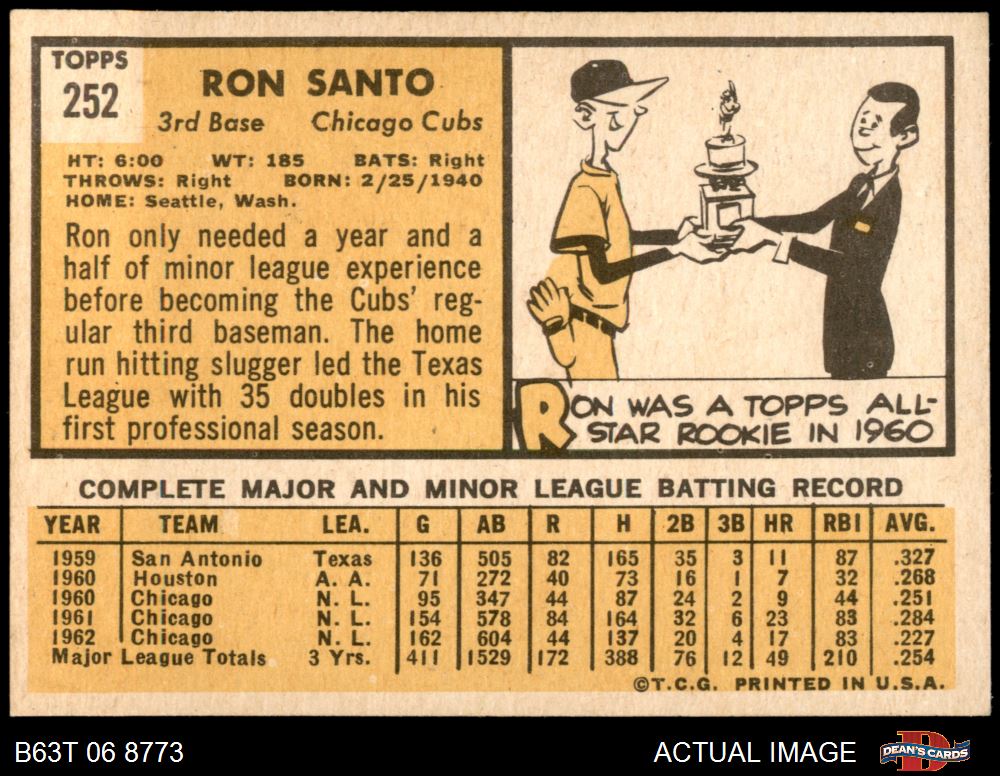 TOPPS
252
RON SANTO
3rd Base Chicago Cubs
HT: 6:00 WT: 185 BATS: Right
THROWS: Right BORN: 2/25/1940
HOME: Seattle, Wash.
Ron only needed a year and a
half of minor league experience
before becoming the Cubs' reg-
ular third baseman. The home
run hitting slugger led the Texas
League with 35 doubles in his
first professional season.
RON WAS A TOPPS ALL-
STAR ROOKIE IN 1960
COMPLETE MAJOR AND MINOR LEAGUE BATTING RECORD
YEAR TEAM LEA. G AB R H 2B 3B HR RBI AVG.
1959 San Antonio Texas 136 505 82 165 35 3 11 87 .327
1960 Houston A. A. 71 272 40 73 16 1 7 32 .268
1960 Chicago N. L. 95 347 44 87 24 2 9 44 .251
1961 Chicago N. L. 154 578 84 164 32 6 23 83 .284
1962 Chicago N. L. 162 604 44 137 20 4 17 83 .227
Major League Totals 3 Yrs. 411 1529 172 388 76 12 49 210 .254
©T.C.G. PRINTED IN U.S.A.
B63T 06 8773
ACTUAL IMAGE
DEAN'S CARDS